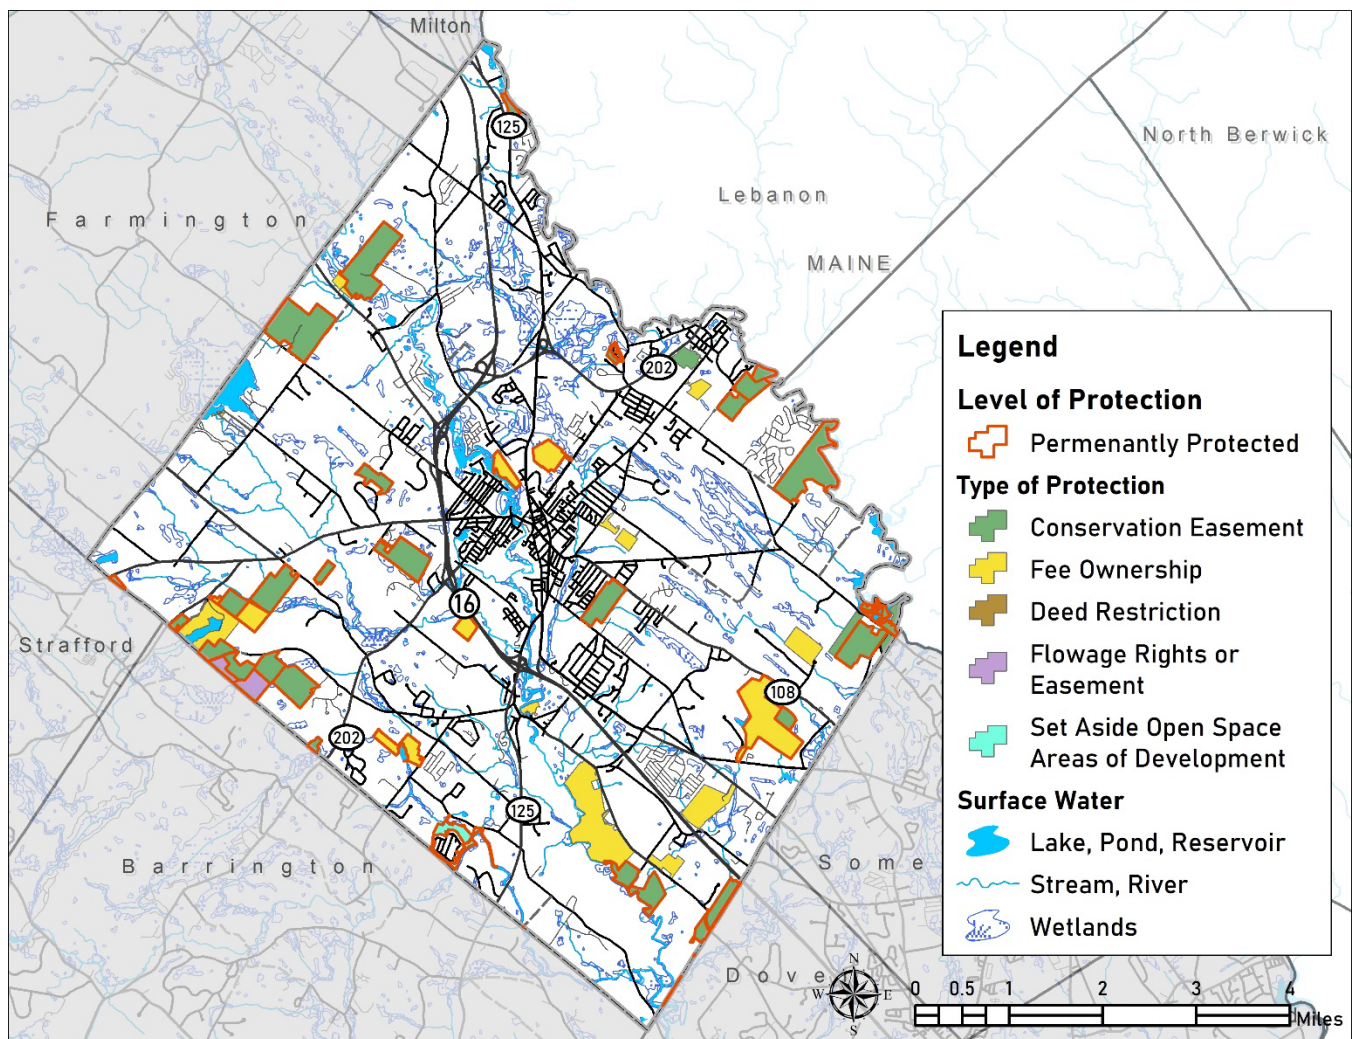 Milton
125
North Berwick
Lebanon
Farmington
MAINE
202
Legend
Level of Protection
Permenantly Protected
Type of Protection
Conservation Easement
Fee Ownership
Deed Restriction
Flowage Rights or
Easement
Set Aside Open Space
Areas of Development
Surface Water
Lake, Pond, Reservoir
Stream, River
Wetlands
16
Strafford
108
202
125
Barrington
Some
Dove
N
W E
S
0 0.5 1 2 3 4
Miles